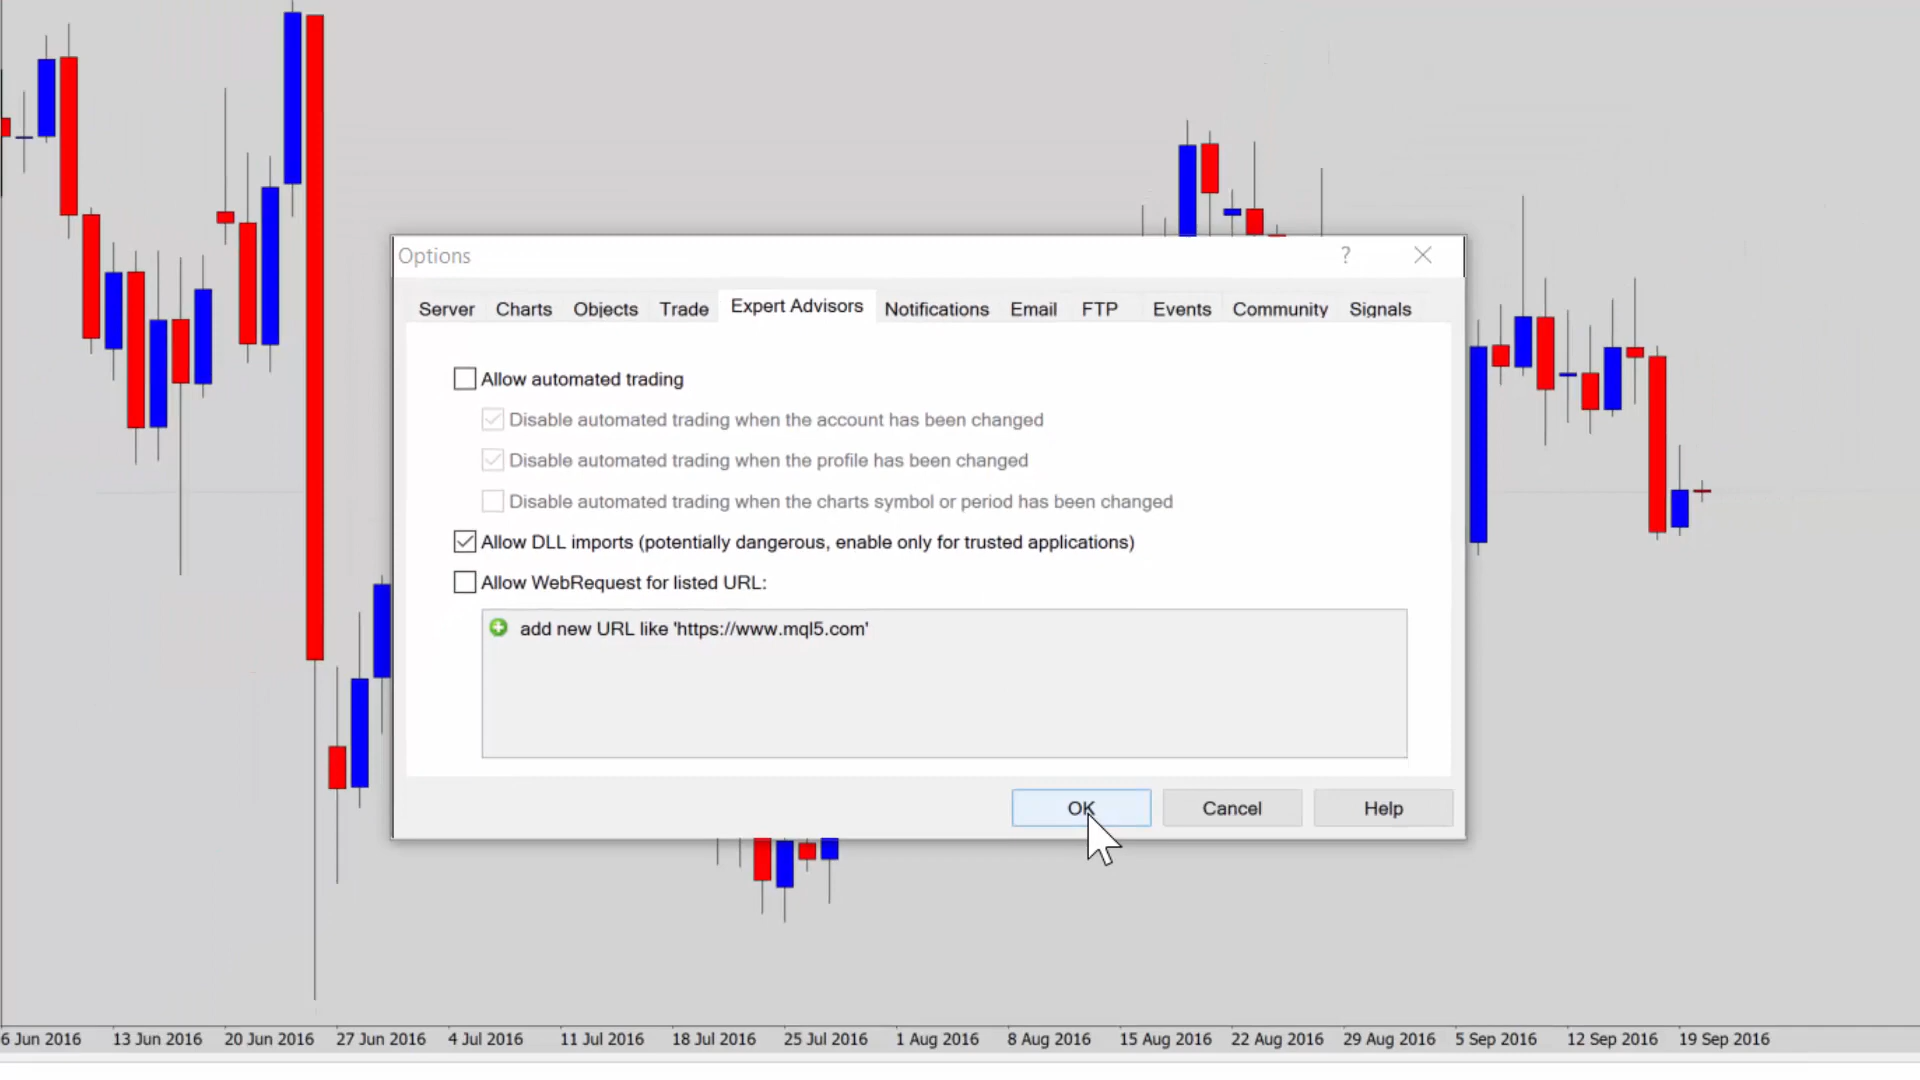 Options
?
Server Charts Objects Trade Expert Advisors Notifications Email FTP Events Community Signals
Allow automated trading
Disable automated trading when the account has been changed
Disable automated trading when the profile has been changed
Disable automated trading when the charts symbol or period has been changed
Allow DLL imports (potentially dangerous, enable only for trusted applications)
Allow WebRequest for listed URL:
add new URL like 'https://www.mql5.com'
OK Cancel Help
6 Jun 2016 13 Jun 2016 20 Jun 2016 27 Jun 2016 4 Jul 2016 11 Jul 2016 18 Jul 2016 25 Jul 2016 1 Aug 2016 8 Aug 2016 15 Aug 2016 22 Aug 2016 29 Aug 2016 5 Sep 2016 12 Sep 2016 19 Sep 2016